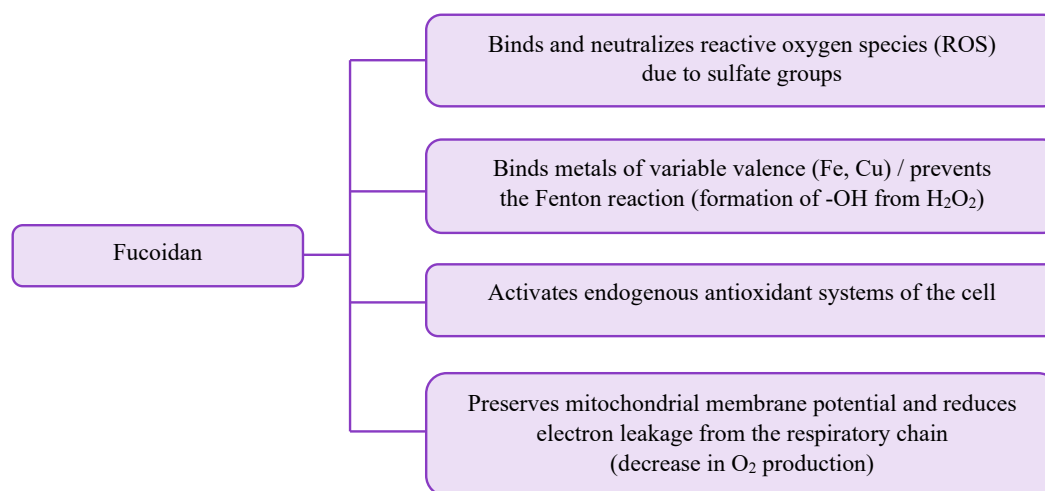 Binds and neutralizes reactive oxygen species (ROS)
due to sulfate groups
Binds metals of variable valence (Fe, Cu) / prevents
the Fenton reaction (formation of -OH from H₂O₂)
Fucoidan
Activates endogenous antioxidant systems of the cell
Preserves mitochondrial membrane potential and reduces
electron leakage from the respiratory chain
(decrease in O₂ production)